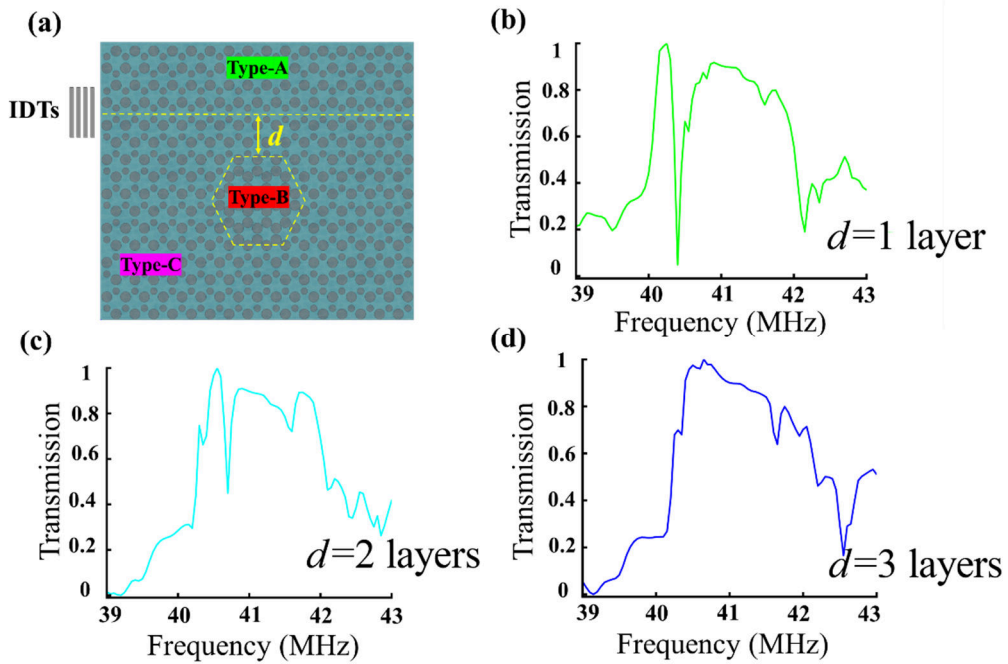 (a)
IDTs
Type-A
d
Type-B
Type-C
(b)
Transmission
1
0.8
0.6
0.4
0.2
0
39 40 41 42 43
Frequency (MHz)
d=1 layer
(c)
Transmission
1
0.8
0.6
0.4
0.2
0
39 40 41 42 43
Frequency (MHz)
d=2 layers
(d)
Transmission
1
0.8
0.6
0.4
0.2
0
39 40 41 42 43
Frequency (MHz)
d=3 layers